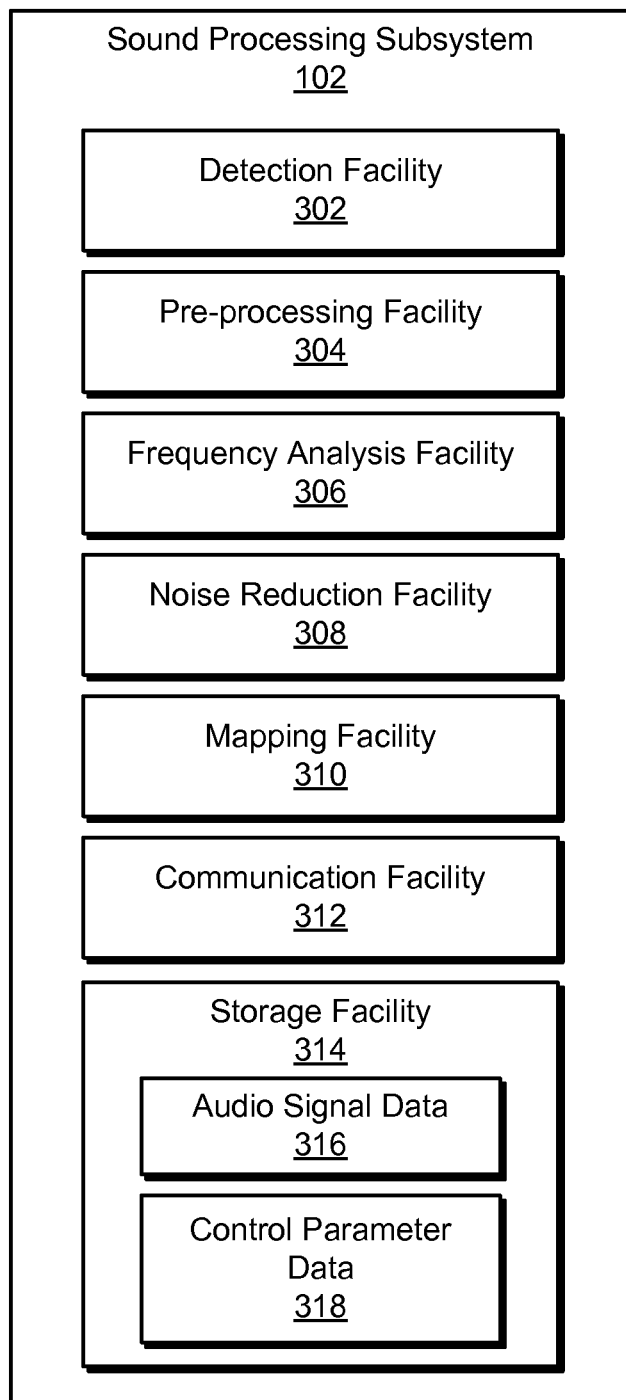 Sound Processing Subsystem
102
Detection Facility
302
Pre-processing Facility
304
Frequency Analysis Facility
306
Noise Reduction Facility
308
Mapping Facility
310
Communication Facility
312
Storage Facility
314
Audio Signal Data
316
Control Parameter
Data
318